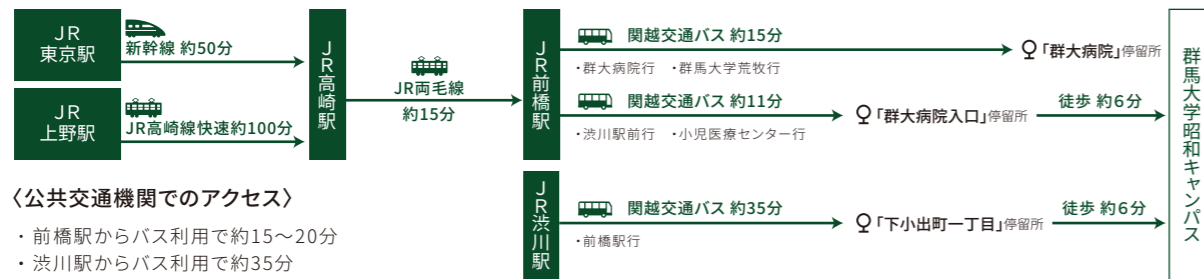 JR
東京駅
新幹線 約50分
JR
上野駅
JR高崎線快速約100分
JR高崎駅
JR両毛線
約15分
JR前橋駅
関越交通バス 約15分
・群大病院行 ・群馬大学荒牧行
「群大病院」停留所
関越交通バス 約11分
・渋川駅前行 ・小児医療センター行
「群大病院入口」停留所
徒歩 約6分
JR渋川駅
関越交通バス 約35分
・前橋駅行
「下小出町一丁目」停留所
徒歩 約6分
群馬大学昭和キャンパス
〈公共交通機関でのアクセス〉
・前橋駅からバス利用で約15〜20分
・渋川駅からバス利用で約35分